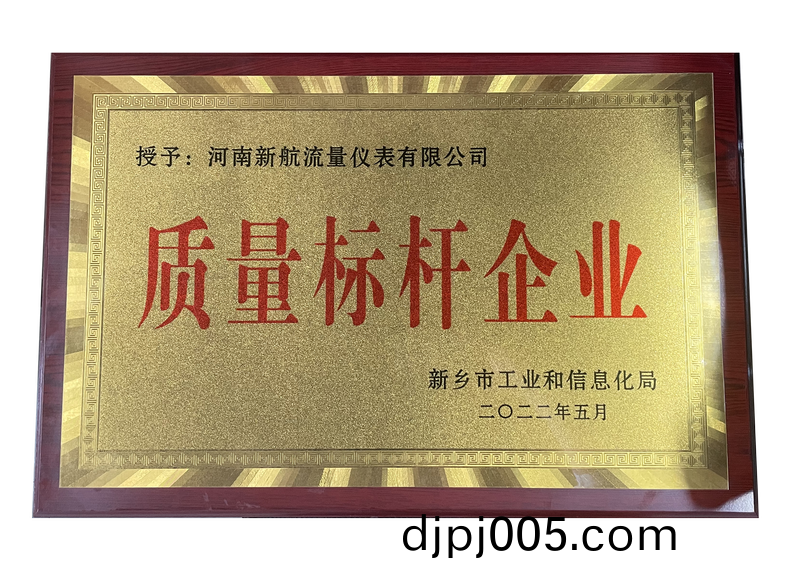 授予：河南新航流量仪表有限公司
质量标杆企业
新乡市工业和信息化局
二〇二二年五月
djpj005.com